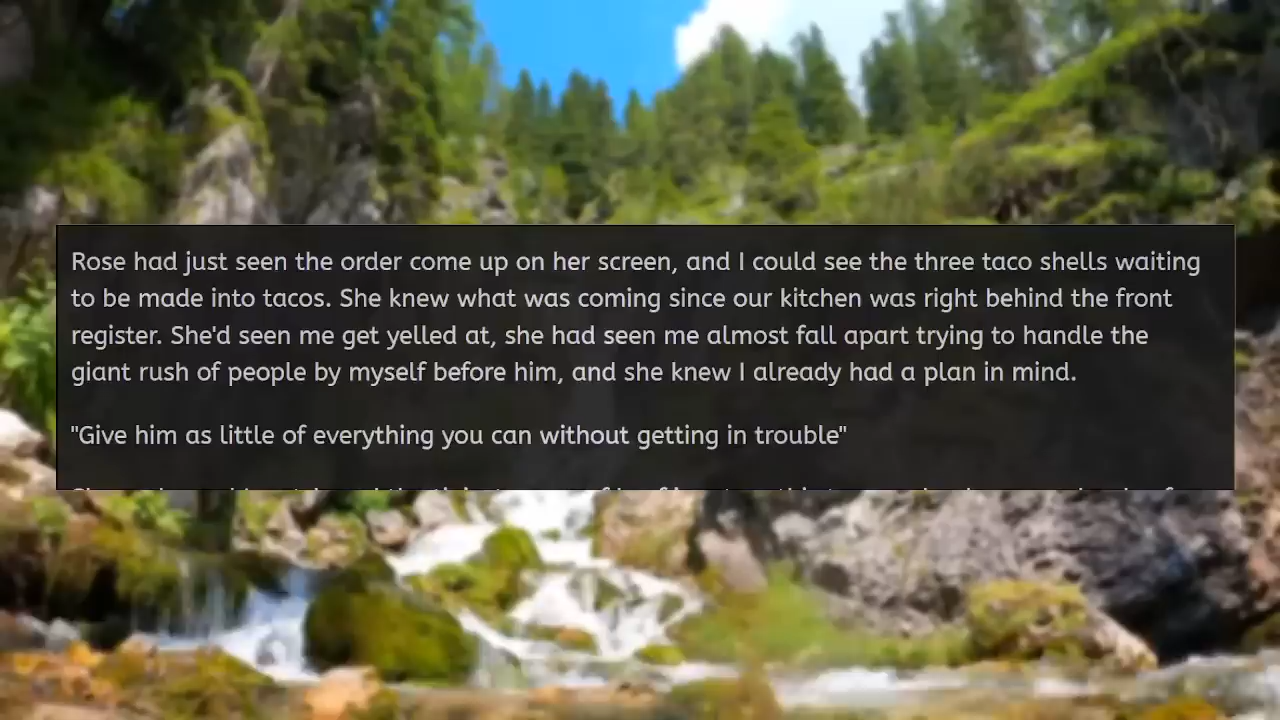 Rose had just seen the order come up on her screen, and I could see the three taco shells waiting
to be made into tacos. She knew what was coming since our kitchen was right behind the front
register. She'd seen me get yelled at, she had seen me almost fall apart trying to handle the
giant rush of people by myself before him, and she knew I already had a plan in mind.
"Give him as little of everything you can without getting in trouble"